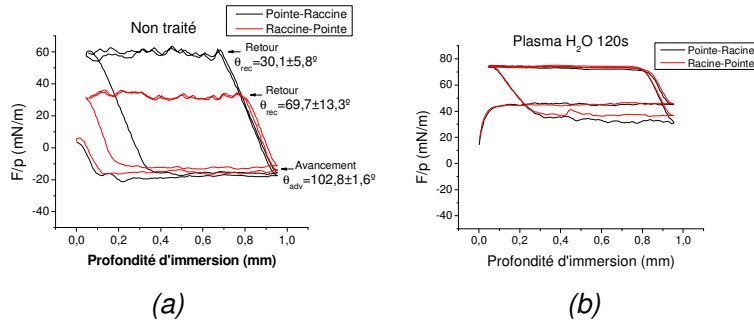 Non traité
Pointe-Raccine
Raccine-Pointe
Retour
θrec=30,1±5,8º
Retour
θrec=69,7±13,3º
Avancement
θadv=102,8±1,6º
F/p (mN/m)
80
60
40
20
0
-20
-40
0,0 0,2 0,4 0,6 0,8 1,0
Profondité d'immersion (mm)
(a)
Plasma H2O 120s
Pointe-Racine
Racine-Pointe
F/p (mN/m)
80
60
40
20
0
-20
-40
0,0 0,2 0,4 0,6 0,8 1,0
Profondité d'immersion (mm)
(b)